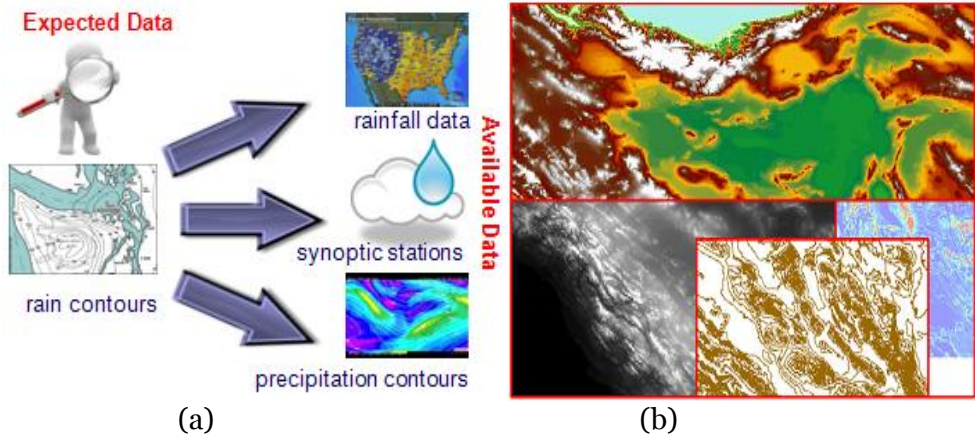 Expected Data
rainfall data
Available Data
synoptic stations
rain contours
precipitation contours
(a)
(b)